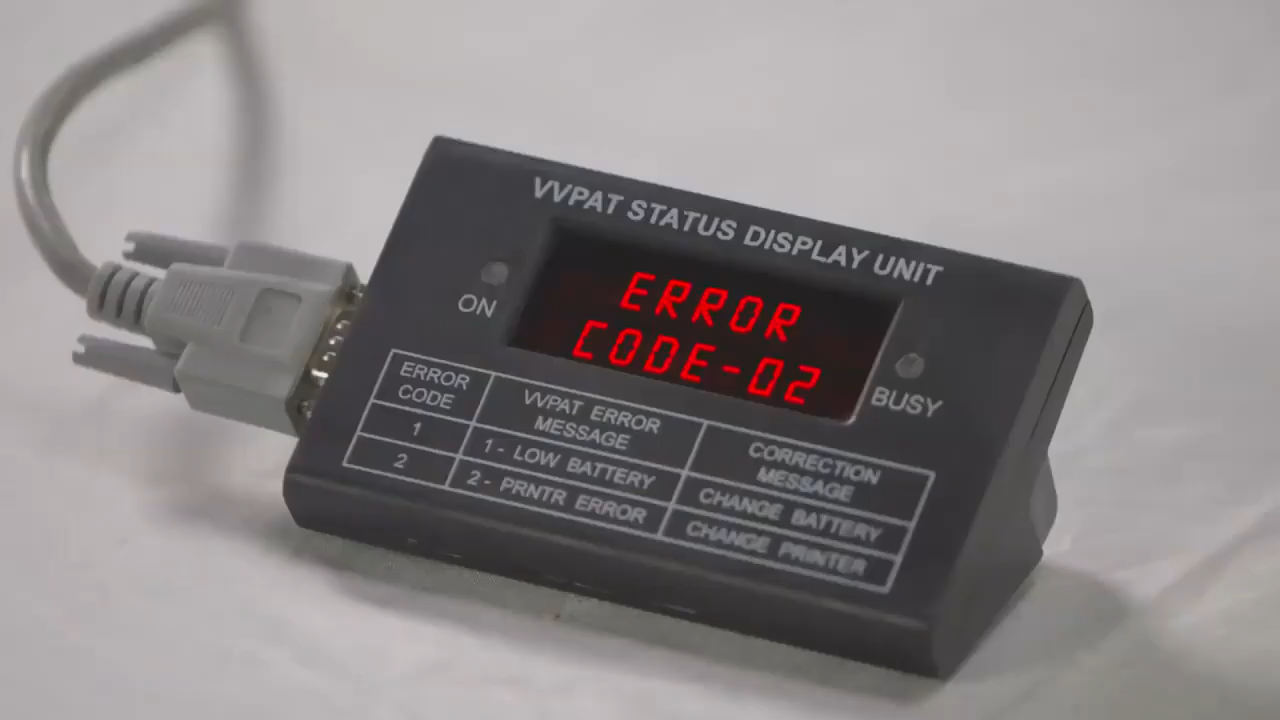 VVPAT STATUS DISPLAY UNIT
ON
ERROR
CODE-02
BUSY
ERROR CODE
VVPAT ERROR MESSAGE
CORRECTION MESSAGE
1
1 - LOW BATTERY
CHANGE BATTERY
2
2 - PRNTR ERROR
CHANGE PRINTER